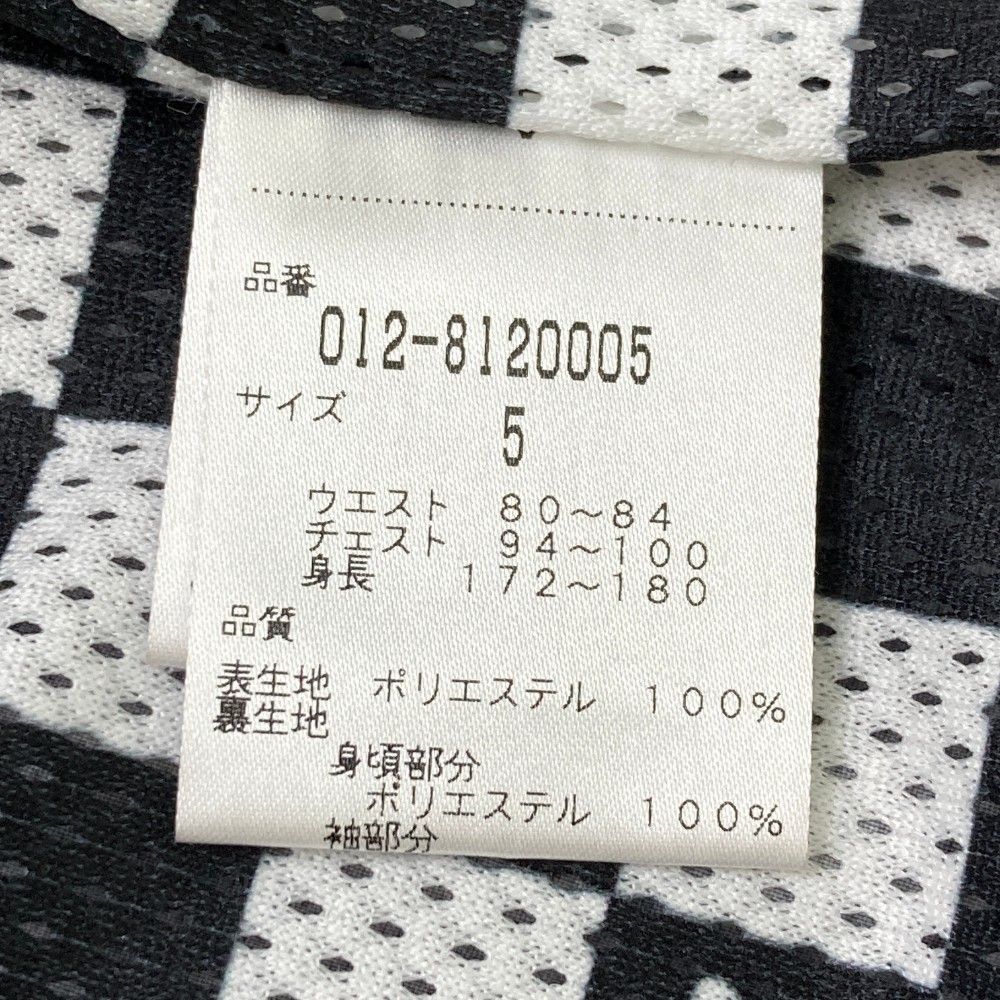 品番
012-8120005
サイズ
5
ウエスト 80～84
チェスト 94～100
身長 172～180
品質
表生地 ポリエステル 100%
裏生地
身頃部分
ポリエステル 100%
袖部分